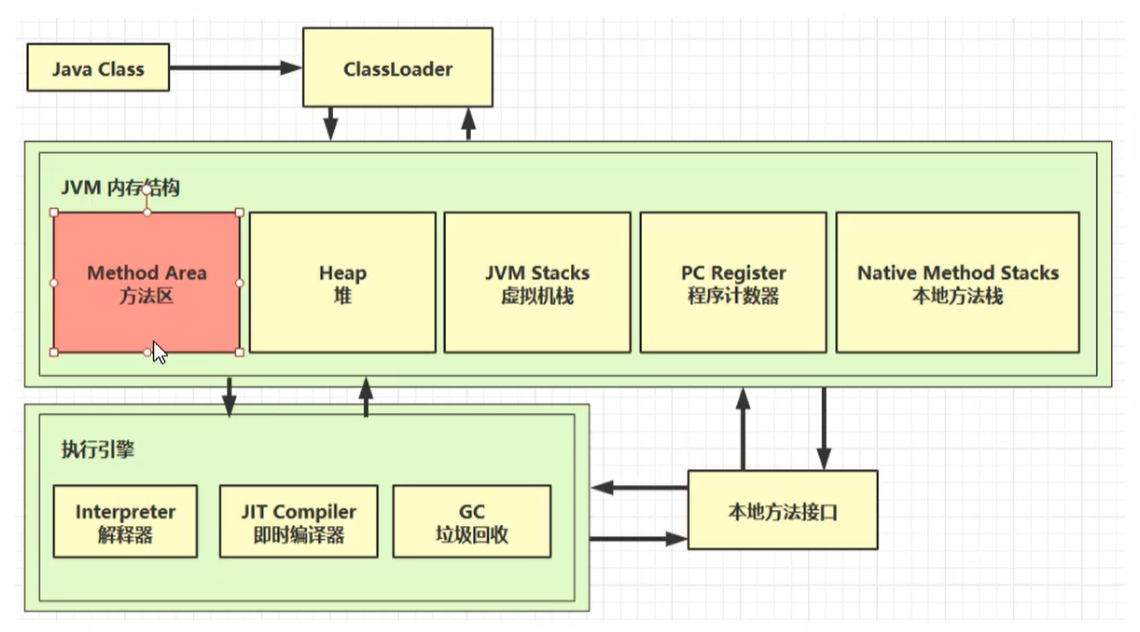 Java Class
ClassLoader
JVM 内存结构
Method Area
方法区
Heap
堆
JVM Stacks
虚拟机栈
PC Register
程序计数器
Native Method Stacks
本地方法栈
执行引擎
Interpreter
解释器
JIT Compiler
即时编译器
GC
垃圾回收
本地方法接口